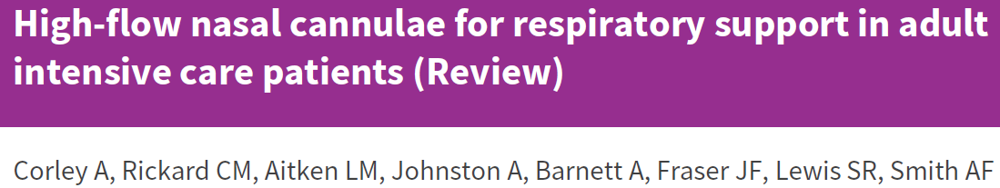 High-flow nasal cannulae for respiratory support in adult
intensive care patients (Review)
Corley A, Rickard CM, Aitken LM, Johnston A, Barnett A, Fraser JF, Lewis SR, Smith AF